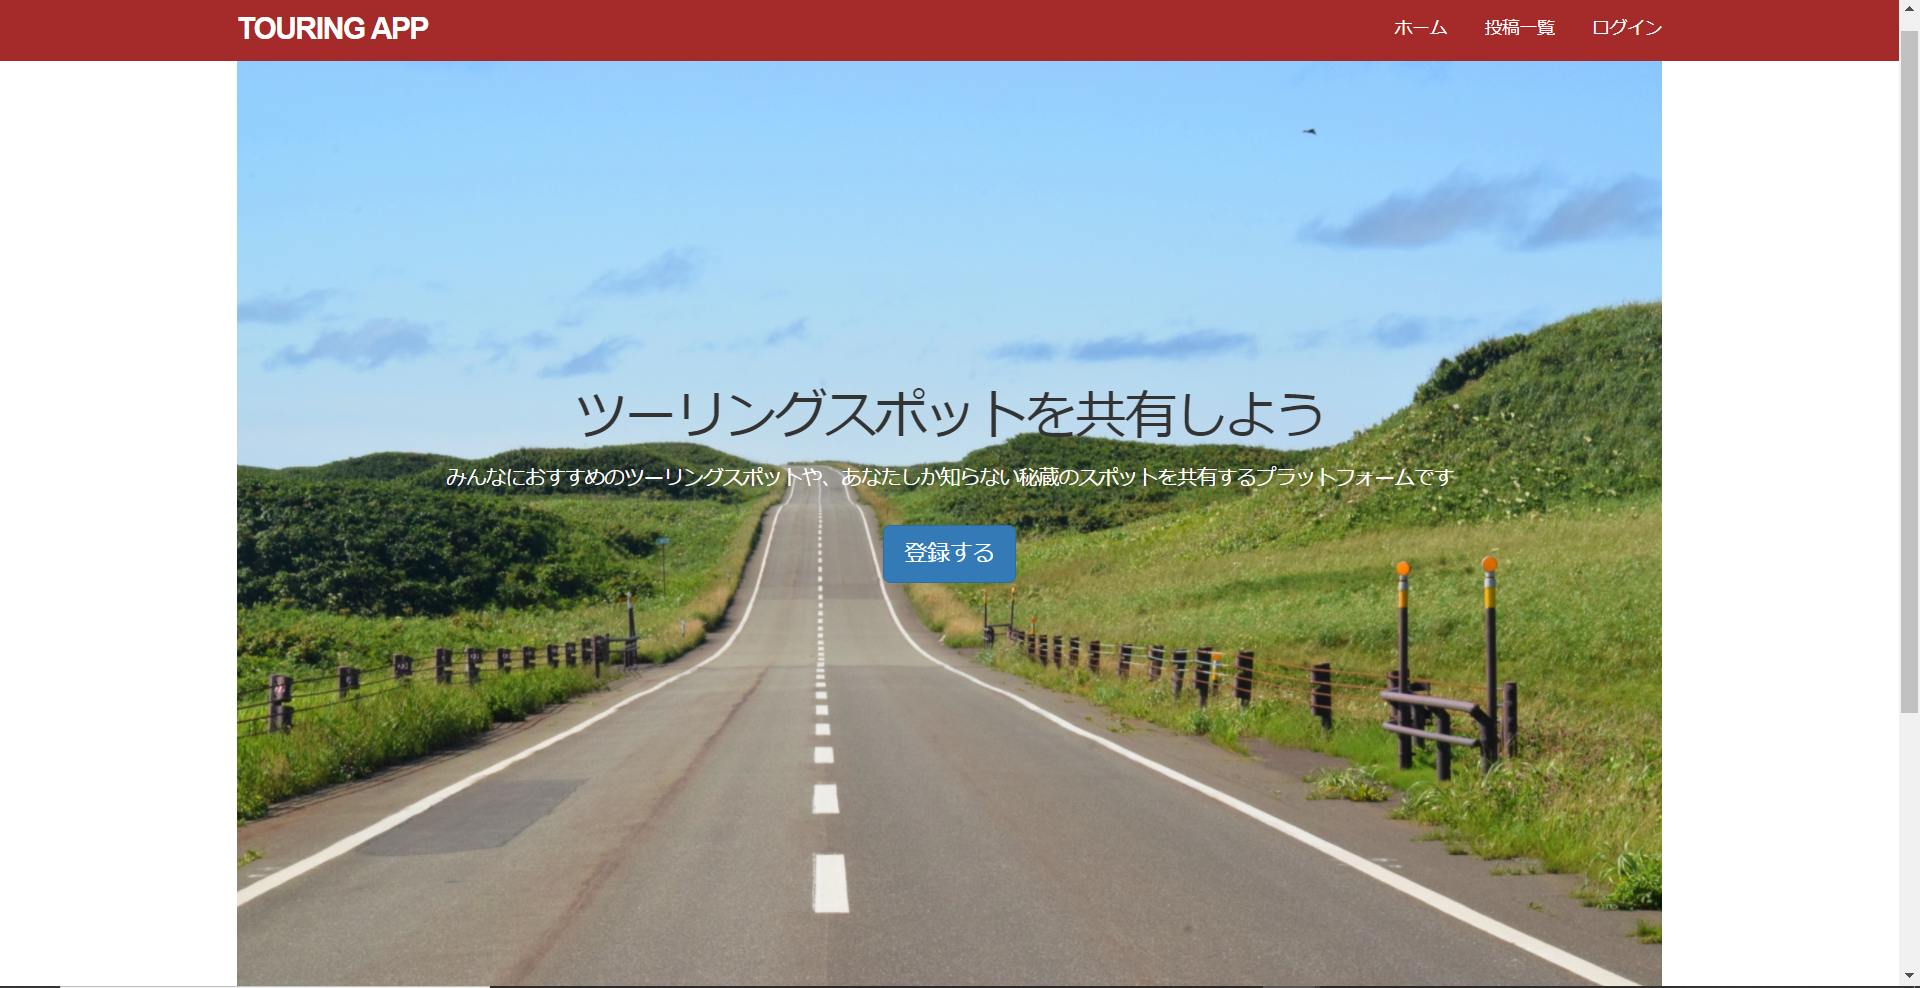 TOURING APP
ホーム 投稿一覧 ログイン
ツーリングスポットを共有しよう
みんなにおすすめのツーリングスポットや、あなたしか知らない秘蔵のスポットを共有するプラットフォームです
登録する